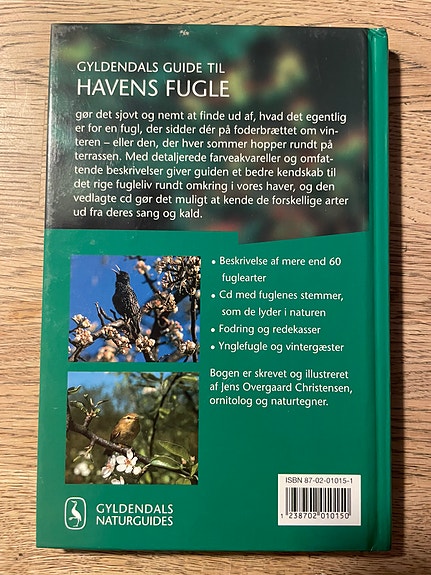 GYLDENDALS GUIDE TIL
HAVENS FUGLE
gør det sjovt og nemt at finde ud af, hvad det egentlig
er for en fugl, der sidder dér på foderbrættet om vin-
teren – eller den, der hver sommer hopper rundt på
terrassen. Med detaljerede farveakvareller og omfat-
tende beskrivelser giver guiden et bedre kendskab til
det rige fugleliv rundt omkring i vores haver, og den
vedlagte cd gør det muligt at kende de forskellige arter
ud fra deres sang og kald.
• Beskrivelse af mere end 60
fuglearter
• Cd med fuglenes stemmer,
som de lyder i naturen
• Fodring og redekasser
• Ynglefugle og vintergæster
Bogen er skrevet og illustreret
af Jens Overgaard Christensen,
ornitolog og naturtegner.
ISBN 87-02-01015-1
1 238702 010150
GYLDENDALS
NATURGUIDES